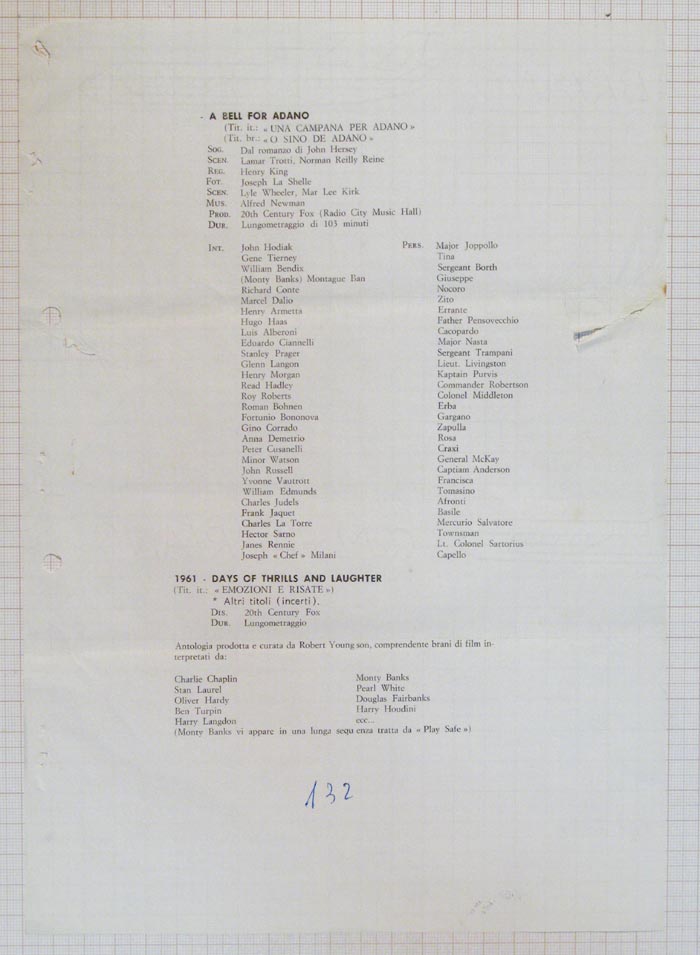 - A BELL FOR ADANO
(Tit. it.: «UNA CAMPANA PER ADANO»
(Tit. br.: «O SINO DE ADANO»
SOG. Dal romanzo di John Hersey
SCEN. Lamar Trotti, Norman Reilly Reine
REG. Henry King
FOT Joseph La Shelle
SCEN. Lyle Wheeler, Mar Lee Kirk
MUS. Alfred Newman
PROD. 20th Century Fox (Radio City Music Hall)
DUR. Lungometraggio di 103 minuti
INT. John Hodiak PERS. Major Joppollo
Gene Tierney Tina
William Bendix Sergeant Borth
(Monty Banks) Montague Ban Giuseppe
Richard Conte Nocoro
Marcel Dalio Zito
Henry Armetta Errante
Hugo Haas Father Pensovecchio
Luis Alberoni Cacopardo
Eduardo Ciannelli Major Nasta
Stanley Prager Sergeant Trampani
Glenn Langon Lieut. Livingston
Henry Morgan Kaptain Purvis
Read Hadley Commander Robertson
Roy Roberts Colonel Middleton
Roman Bohnen Erba
Fortunio Bononova Gargano
Gino Corrado Zapulla
Anna Demetrio Rosa
Peter Cusanelli Craxi
Minor Watson General McKay
John Russell Captiam Anderson
Yvonne Vautrott Francisca
William Edmunds Tomasino
Charles Judels Afronti
Frank Jaquet Basile
Charles La Torre Mercurio Salvatore
Hector Sarno Townsman
Janes Rennie Lt. Colonel Sartorius
Joseph «Chef» Milani Capello
1961 - DAYS OF THRILLS AND LAUGHTER
(Tit. it.: «EMOZIONI E RISATE»)
* Altri titoli (incerti).
DIS. 20th Century Fox
DUR. Lungometraggio
Antologia prodotta e curata da Robert Young son, comprendente brani di film in-
terpretati da:
Charlie Chaplin Monty Banks
Stan Laurel Pearl White
Oliver Hardy Douglas Fairbanks
Ben Turpin Harry Houdini
Harry Langdon ecc...
(Monty Banks vi appare in una lunga sequ enza tratta da «Play Safe»)
132